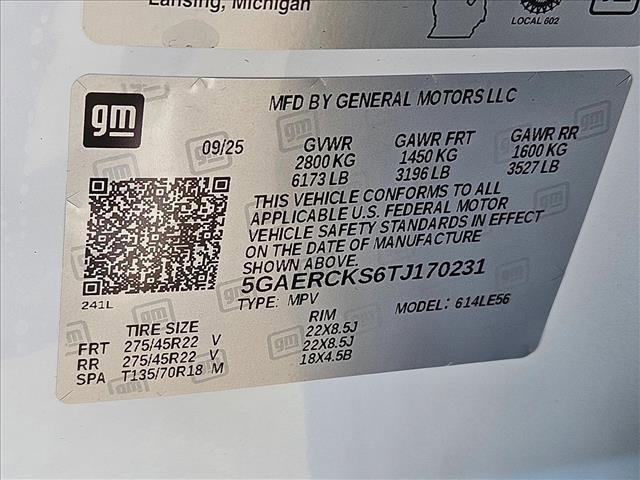 Lansing, Michigan
LOCAL 602
gm
MFD BY GENERAL MOTORS LLC
09/25 GVWR GAWR FRT GAWR RR
2800 KG 1450 KG 1600 KG
6173 LB 3196 LB 3527 LB
THIS VEHICLE CONFORMS TO ALL
APPLICABLE U.S. FEDERAL MOTOR
VEHICLE SAFETY STANDARDS IN EFFECT
ON THE DATE OF MANUFACTURE
SHOWN ABOVE.
5GAERCKS6TJ170231
241L TYPE: MPV MODEL: 614LE56
TIRE SIZE RIM
FRT 275/45R22 V 22X8.5J
RR 275/45R22 V 22X8.5J
SPA T135/70R18 M 18X4.5B